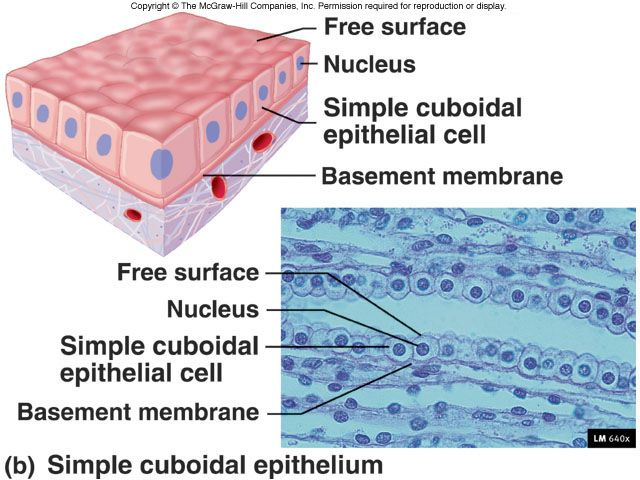 Copyright © The McGraw-Hill Companies, Inc. Permission required for reproduction or display.
Free surface
Nucleus
Simple cuboidal
epithelial cell
Basement membrane
Free surface
Nucleus
Simple cuboidal
epithelial cell
Basement membrane
LM 640x
(b) Simple cuboidal epithelium